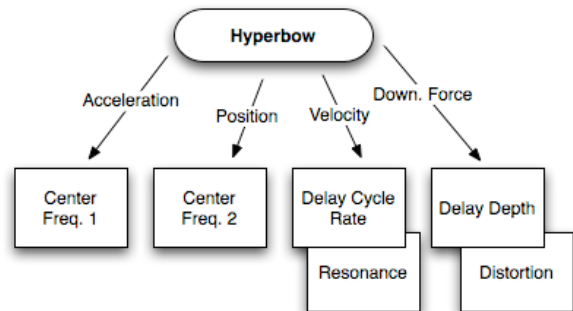 Hyperbow
Acceleration
Position
Velocity
Down. Force
Center
Freq. 1
Center
Freq. 2
Delay Cycle
Rate
Delay Depth
Resonance
Distortion